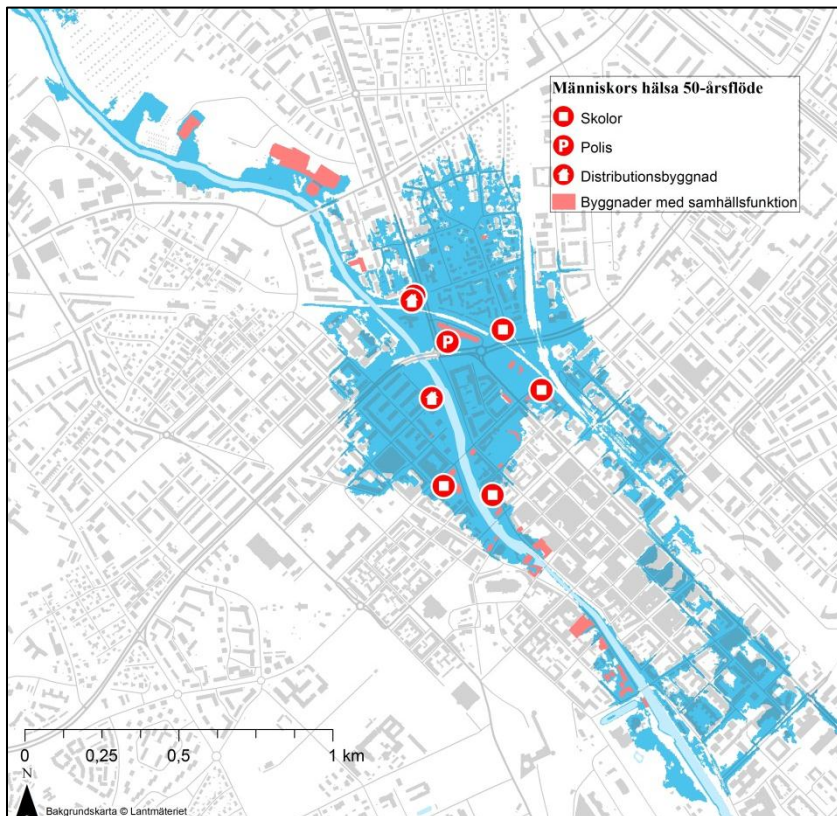 Människors hälsa 50-årsflöde
Skolor
P Polis
Distributionsbyggnad
Byggnader med samhällsfunktion
P
0 0,25 0,5 1 km
N
Bakgrundskarta © Lantmäteriet